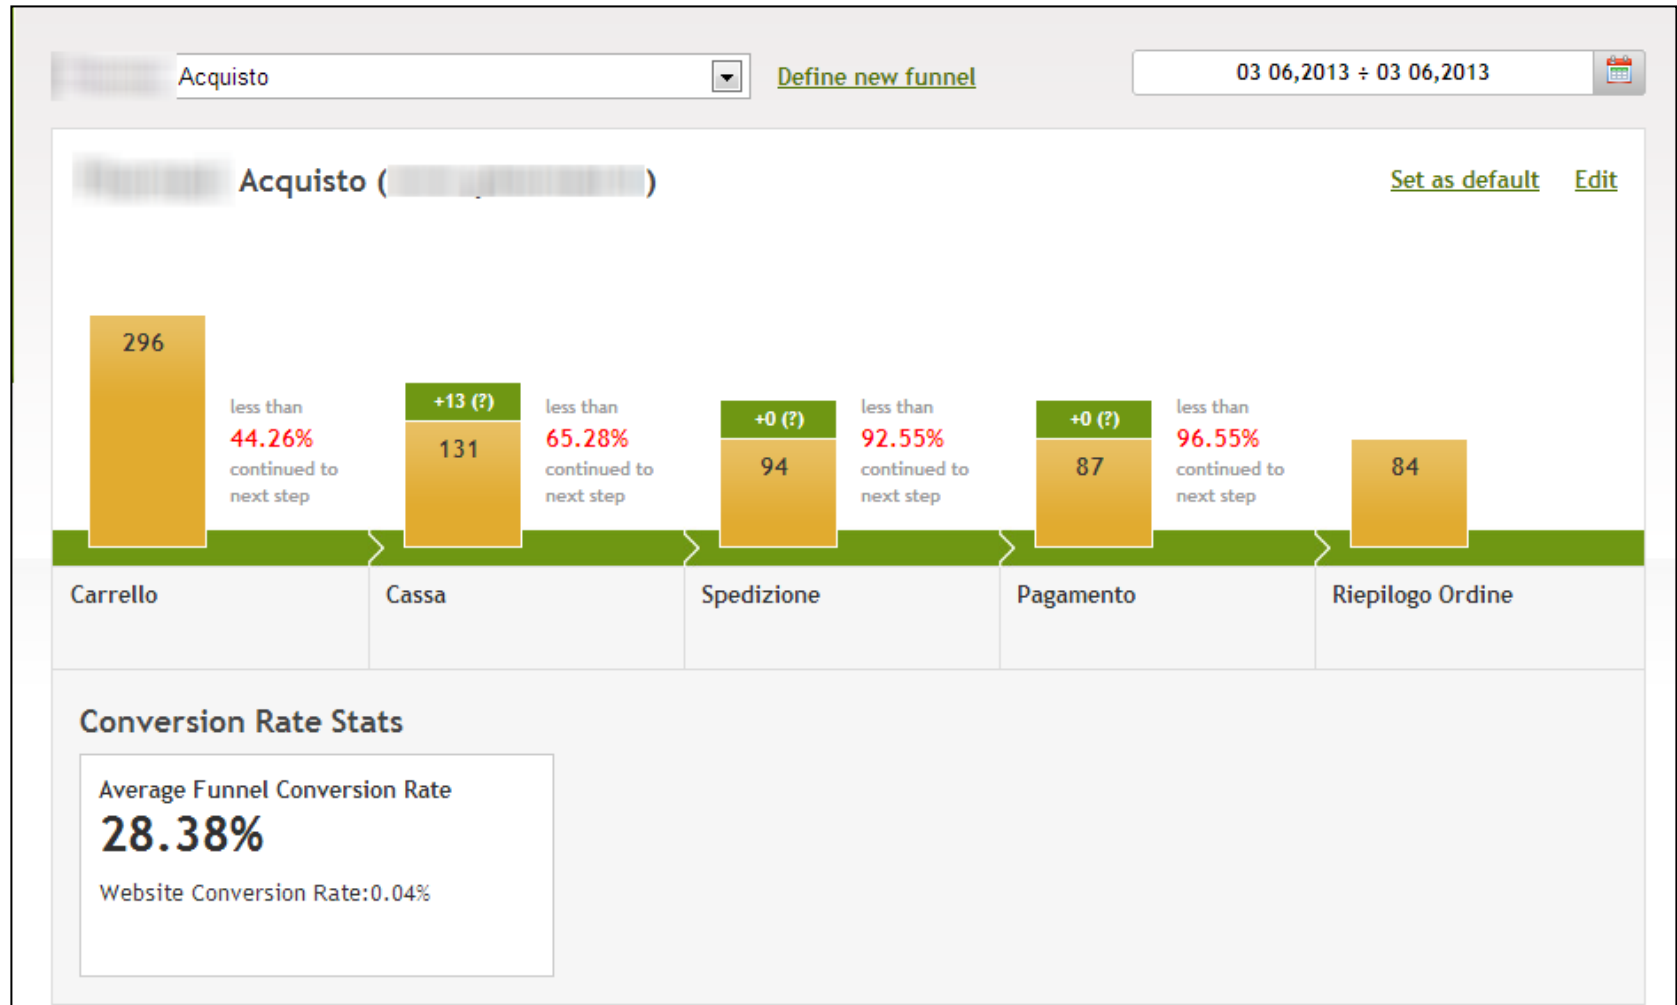 Acquisto
Define new funnel
03 06,2013 ÷ 03 06,2013
Acquisto ( )
Set as default
Edit
296
less than
44.26%
continued to
next step
+13 (?)
131
less than
65.28%
continued to
next step
+0 (?)
94
less than
92.55%
continued to
next step
+0 (?)
87
less than
96.55%
continued to
next step
84
Carrello
Cassa
Spedizione
Pagamento
Riepilogo Ordine
Conversion Rate Stats
Average Funnel Conversion Rate
28.38%
Website Conversion Rate:0.04%